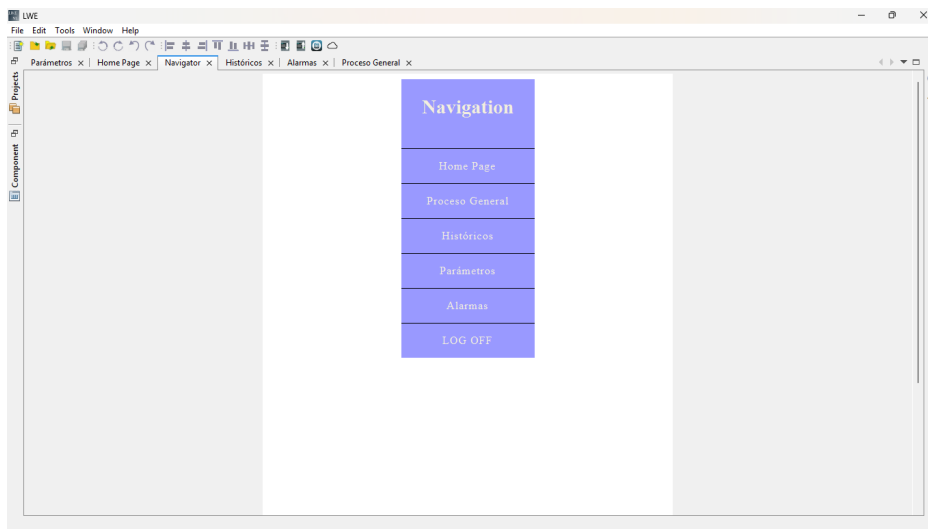 LWE
File Edit Tools Window Help
Parámetros Home Page Navigator Históricos Alarmas Proceso General
Projects
Component
Navigation
Home Page
Proceso General
Históricos
Parámetros
Alarmas
LOG OFF